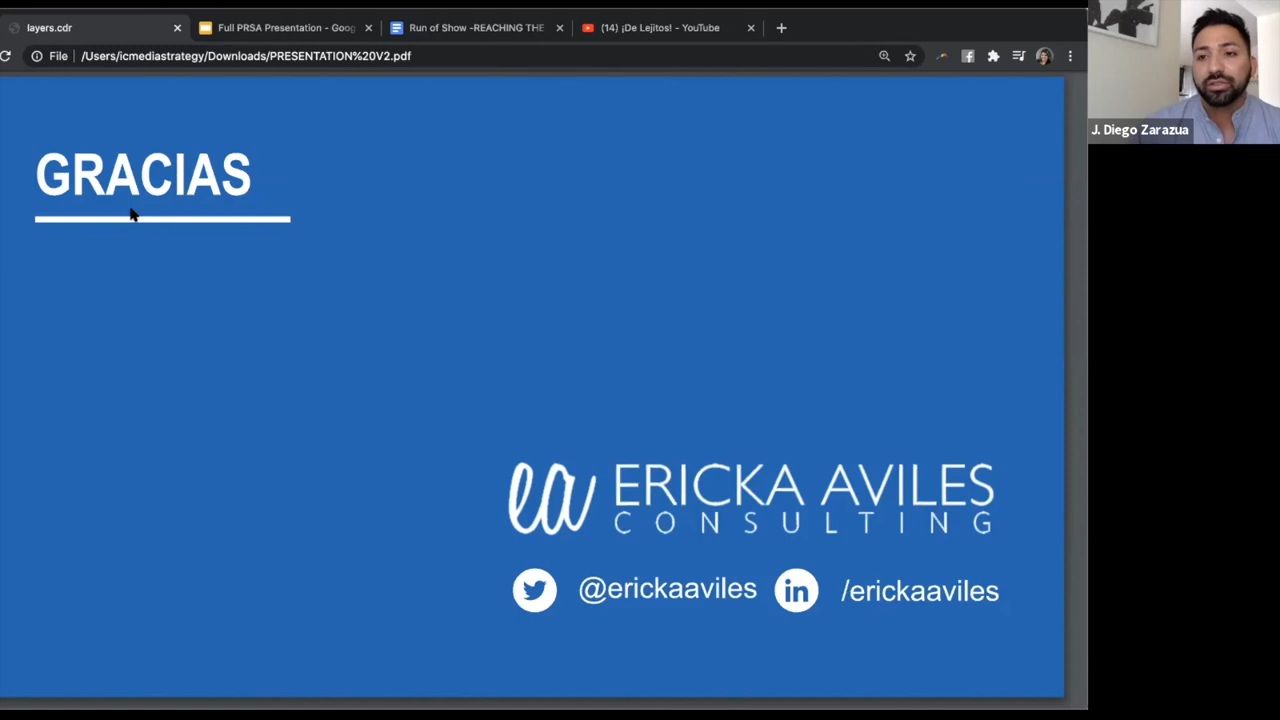 layers.cdr
Full PRSA Presentation - Goog
Run of Show -REACHING THE
(14) ¡De Lejitos! - YouTube
File
/Users/icmediastrategy/Downloads/PRESENTATION%20V2.pdf
J. Diego Zarazua
GRACIAS
ea ERICKA AVILES
CONSULTING
@erickaaviles in /erickaaviles